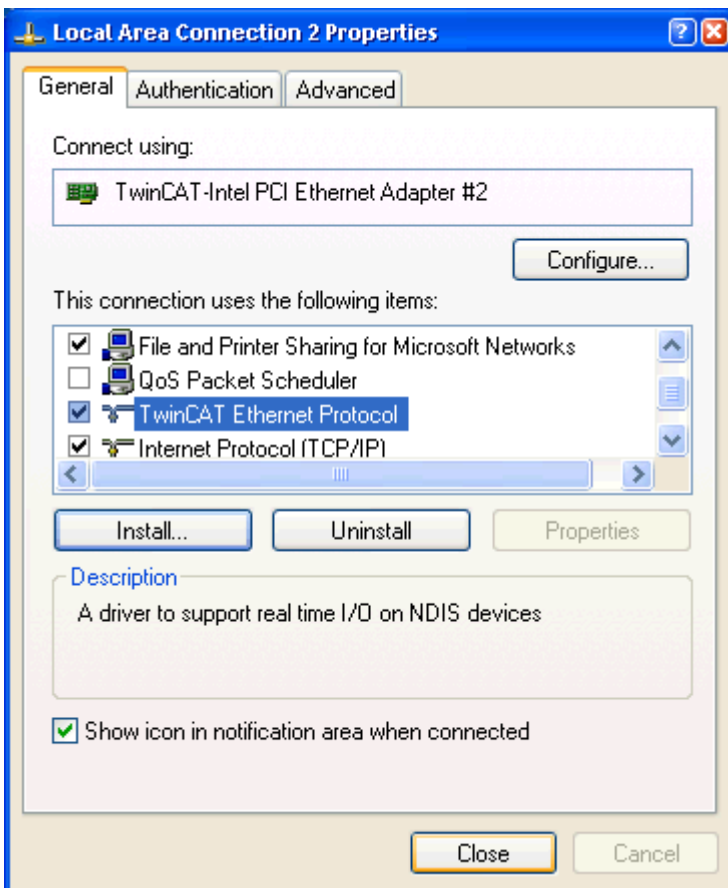 Local Area Connection 2 Properties
General Authentication Advanced
Connect using:
TwinCAT-Intel PCI Ethernet Adapter #2
Configure...
This connection uses the following items:
File and Printer Sharing for Microsoft Networks
QoS Packet Scheduler
TwinCAT Ethernet Protocol
Internet Protocol (TCP/IP)
Install... Uninstall Properties
Description
A driver to support real time I/O on NDIS devices
Show icon in notification area when connected
Close Cancel